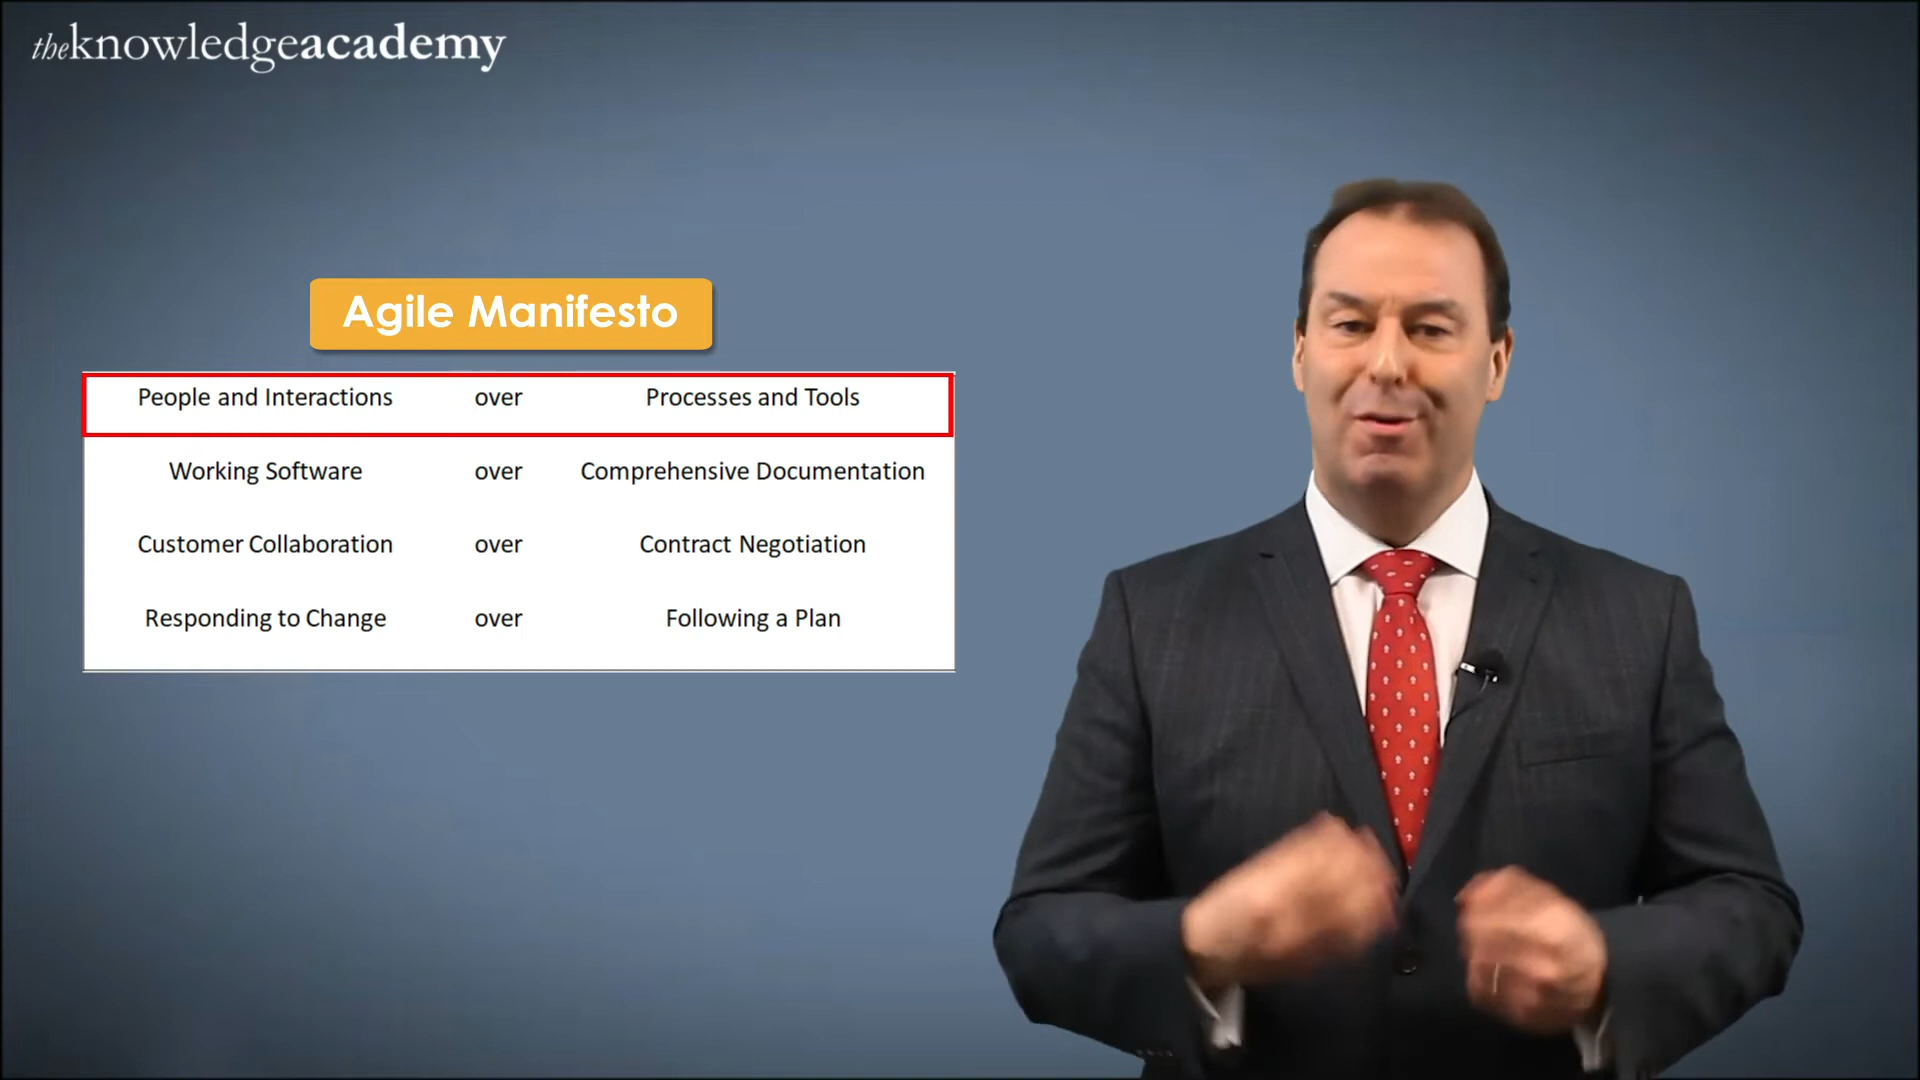 theknowledgeacademy
Agile Manifesto
People and Interactions over Processes and Tools
Working Software over Comprehensive Documentation
Customer Collaboration over Contract Negotiation
Responding to Change over Following a Plan